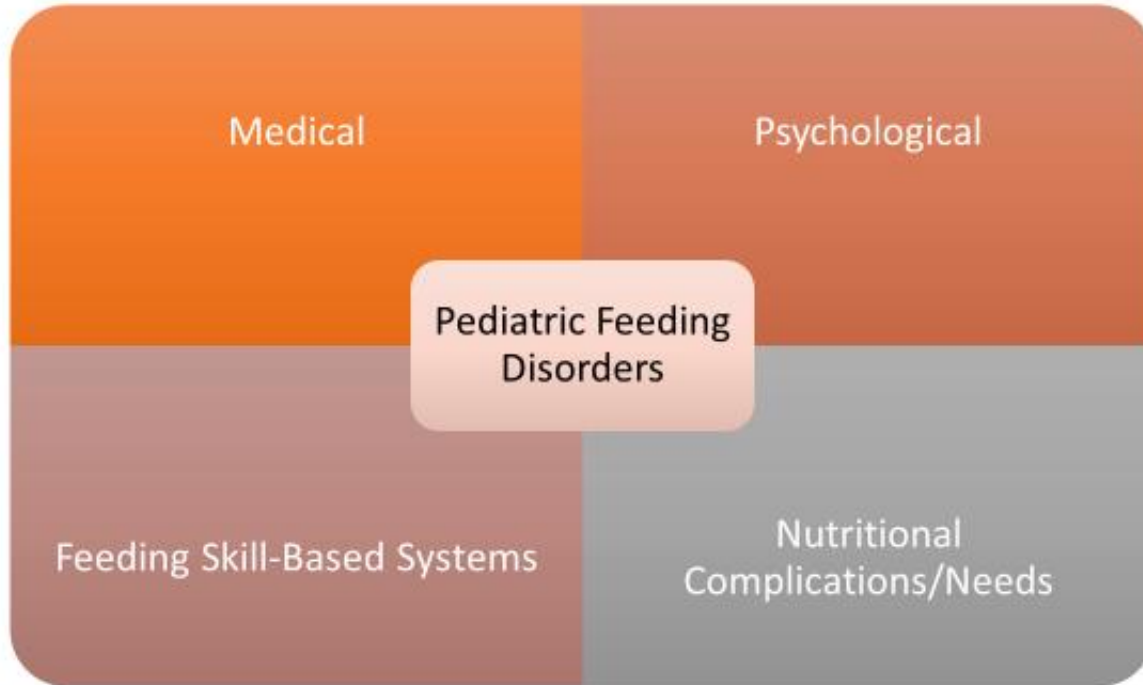 Medical
Psychological
Pediatric Feeding
Disorders
Feeding Skill-Based Systems
Nutritional
Complications/Needs